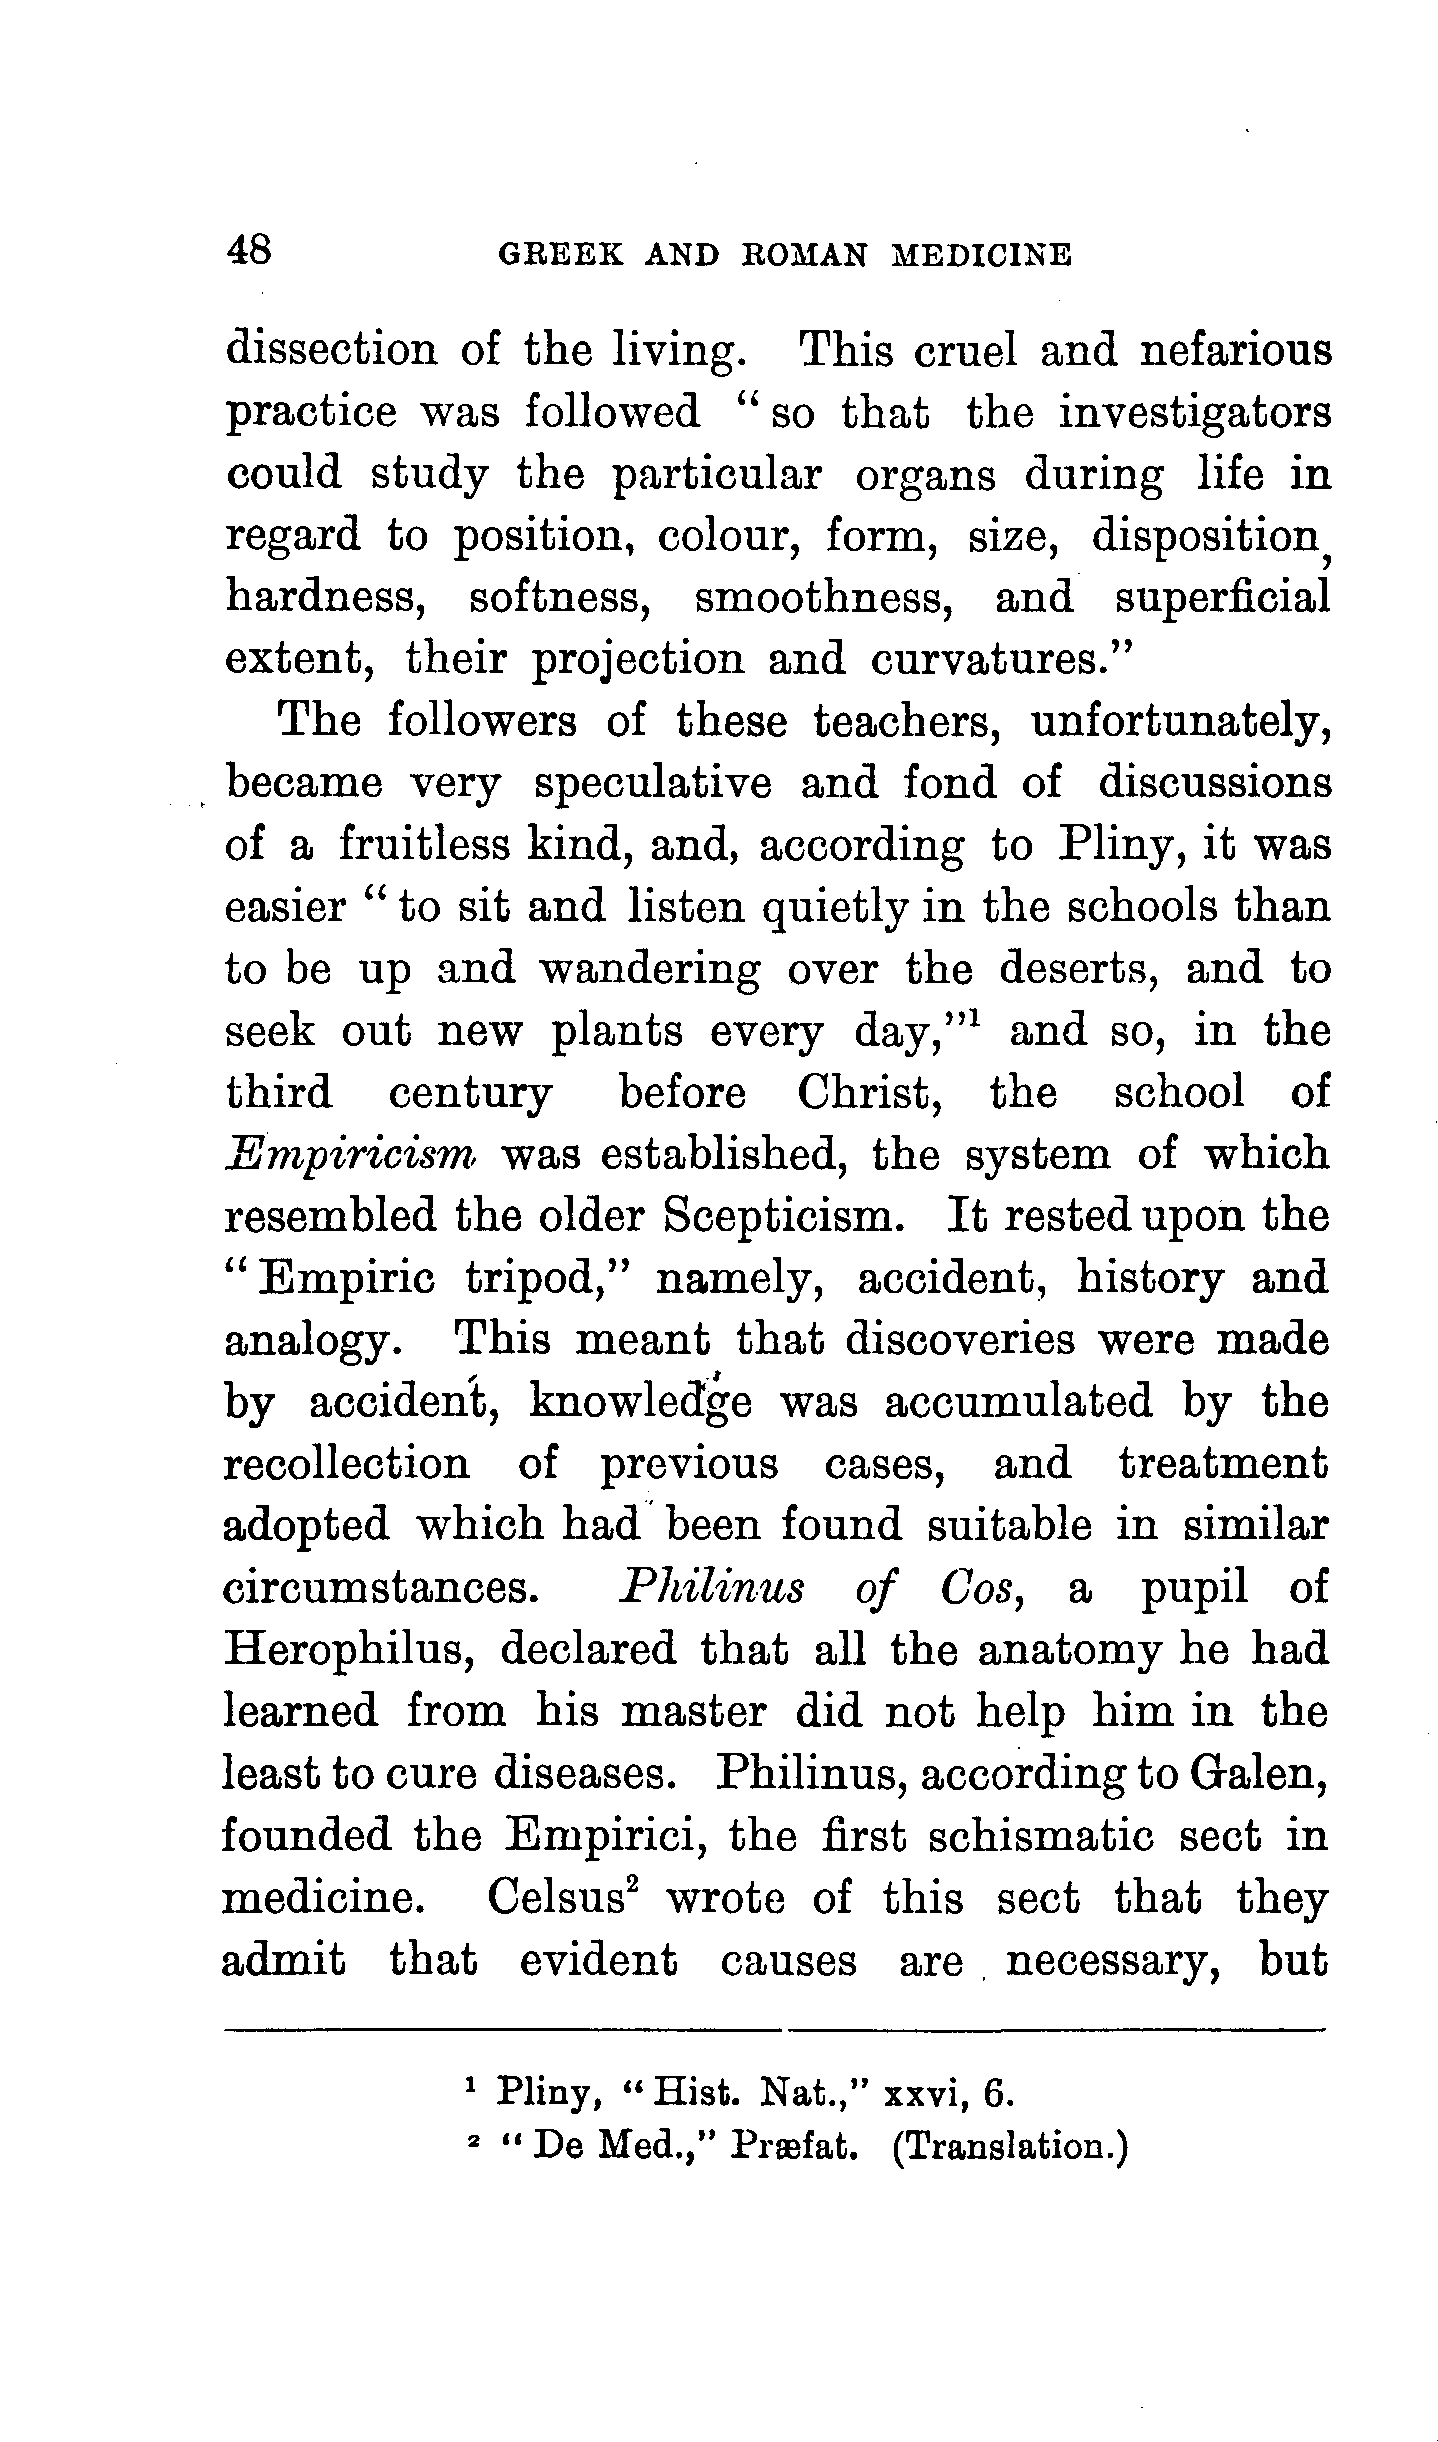 48 GREEK AND ROMAN MEDICINE
dissection of the living. This cruel and nefarious
practice was followed " so that the investigators
could study the particular organs during life in
regard to position, colour, form, size, disposition,
hardness, softness, smoothness, and superficial
extent, their projection and curvatures."
The followers of these teachers, unfortunately,
became very speculative and fond of discussions
of a fruitless kind, and, according to Pliny, it was
easier " to sit and listen quietly in the schools than
to be up and wandering over the deserts, and to
seek out new plants every day,"¹ and so, in the
third century before Christ, the school of
Empiricism was established, the system of which
resembled the older Scepticism. It rested upon the
" Empiric tripod," namely, accident, history and
analogy. This meant that discoveries were made
by accident, knowledge was accumulated by the
recollection of previous cases, and treatment
adopted which had been found suitable in similar
circumstances. Philinus of Cos, a pupil of
Herophilus, declared that all the anatomy he had
learned from his master did not help him in the
least to cure diseases. Philinus, according to Galen,
founded the Empirici, the first schismatic sect in
medicine. Celsus² wrote of this sect that they
admit that evident causes are necessary, but
¹ Pliny, " Hist. Nat.," xxvi, 6.
² " De Med.," Præfat. (Translation.)